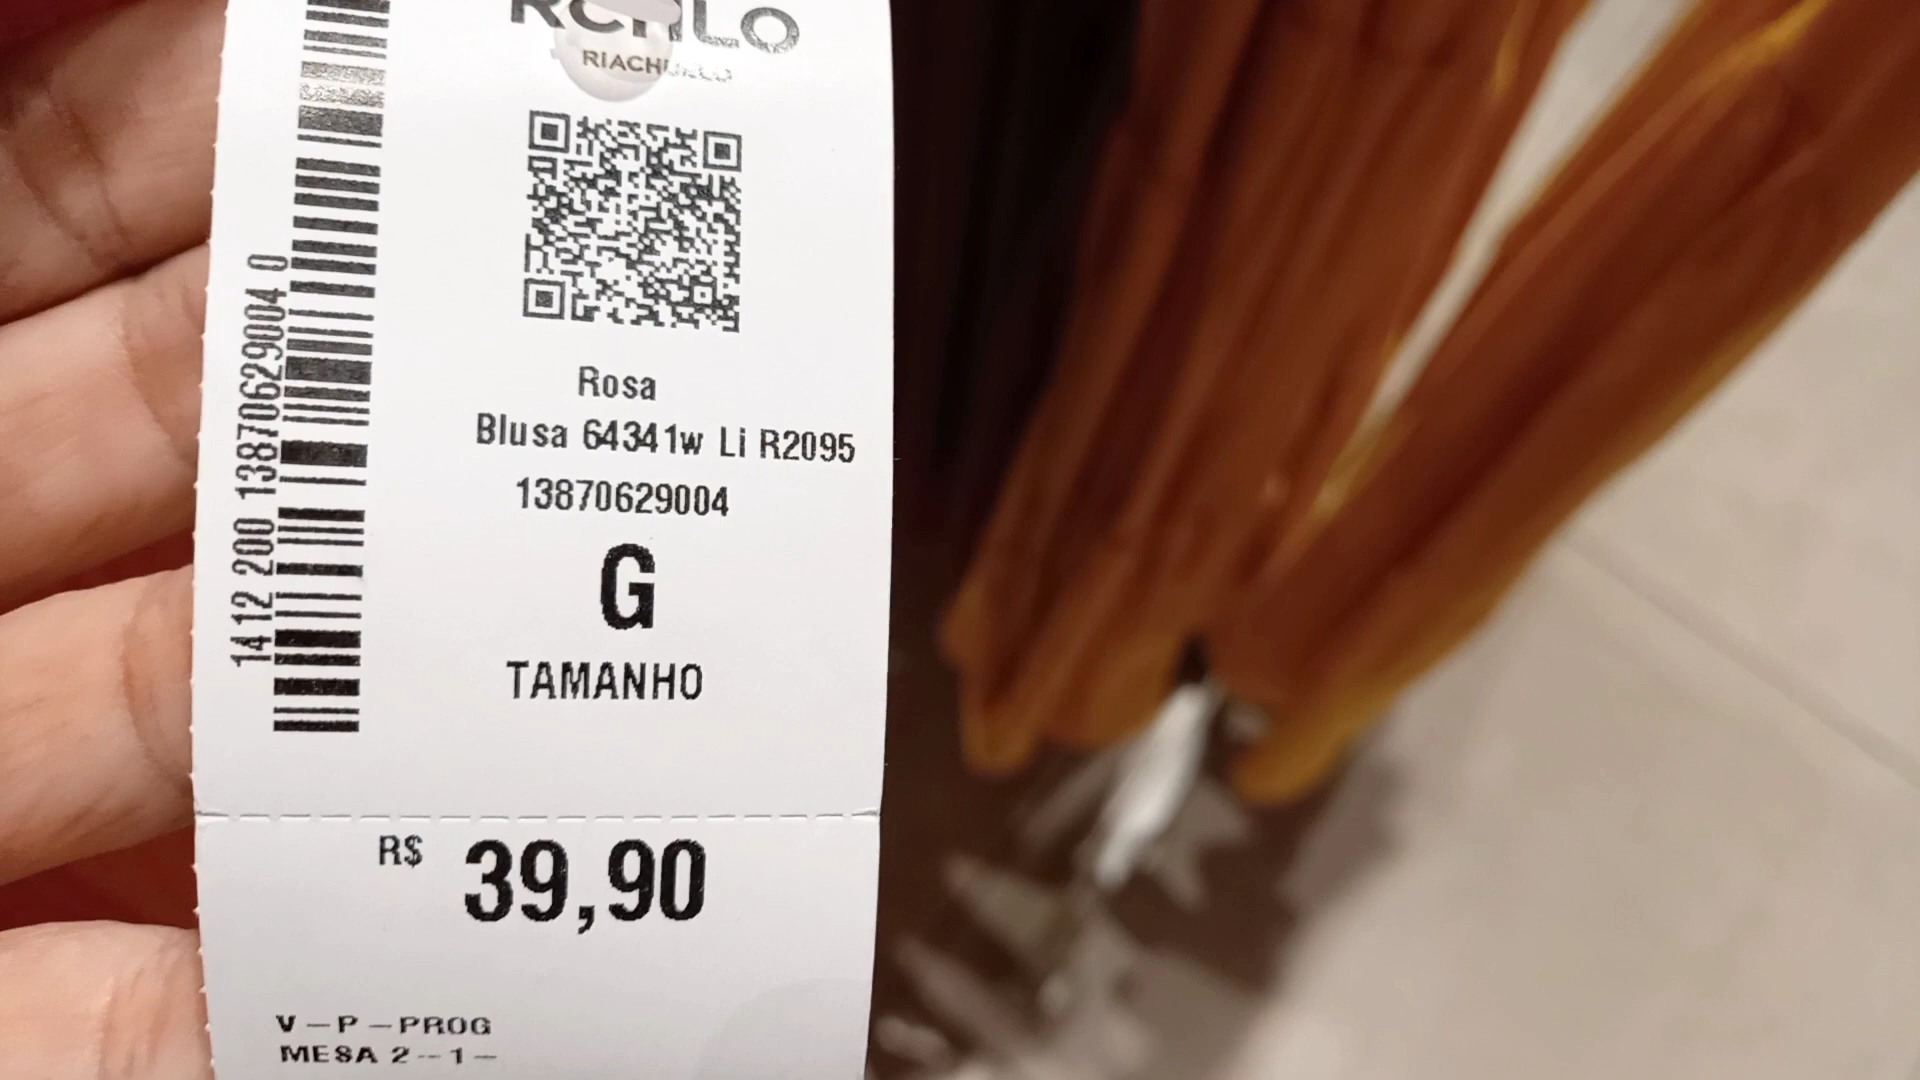 RCHLO
RIACHUELO
Rosa
Blusa 64341w Li R2095
13870629004
G
TAMANHO
1412 200 13870629004 0
R$ 39,90
V – P – PROG
MESA 2 -- 1 –